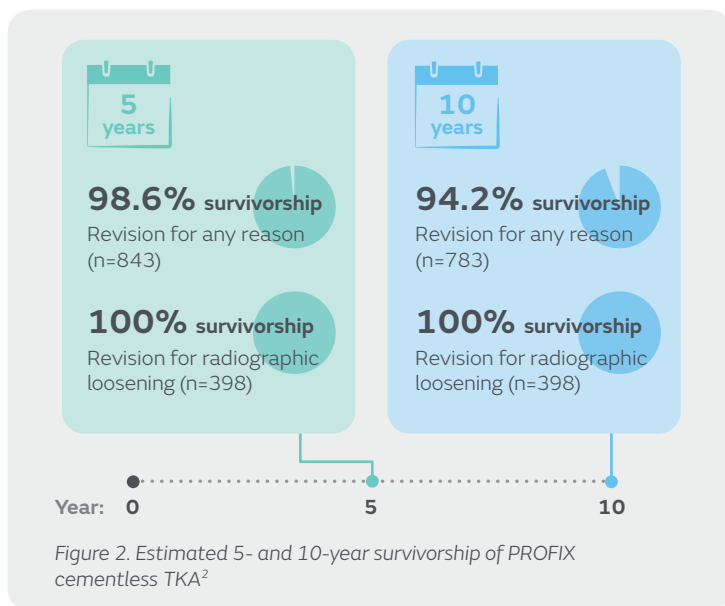 5
years
98.6% survivorship
Revision for any reason
(n=843)
100% survivorship
Revision for radiographic
loosening (n=398)
10
years
94.2% survivorship
Revision for any reason
(n=783)
100% survivorship
Revision for radiographic
loosening (n=398)
Year: 0 5 10
Figure 2. Estimated 5- and 10-year survivorship of PROFIX
cementless TKA²